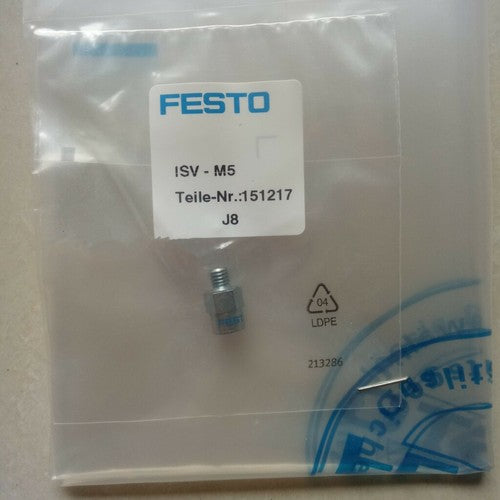 FESTO
ISV - M5
Teile-Nr.:151217
J8
FESTO
04
LDPE
213286